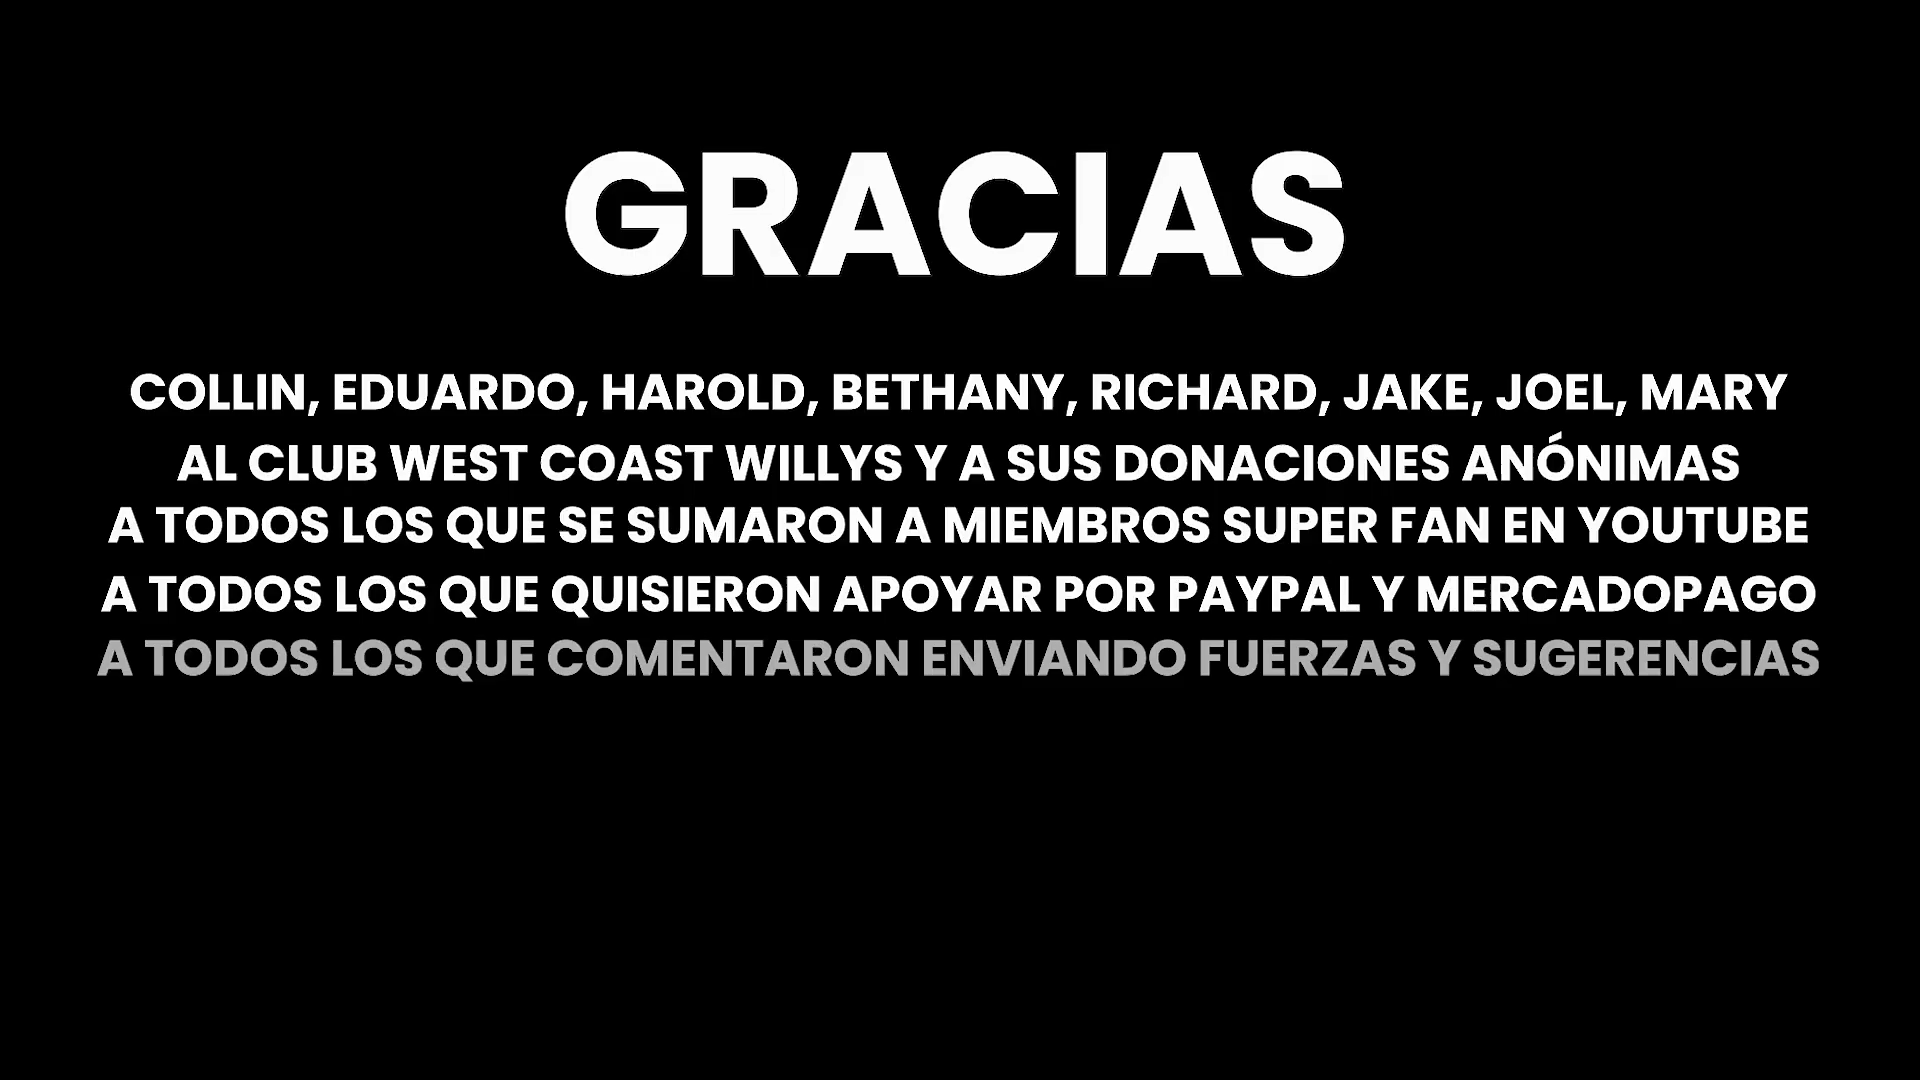 GRACIAS
COLLIN, EDUARDO, HAROLD, BETHANY, RICHARD, JAKE, JOEL, MARY
AL CLUB WEST COAST WILLYS Y A SUS DONACIONES ANÓNIMAS
A TODOS LOS QUE SE SUMARON A MIEMBROS SUPER FAN EN YOUTUBE
A TODOS LOS QUE QUISIERON APOYAR POR PAYPAL Y MERCADOPAGO
A TODOS LOS QUE COMENTARON ENVIANDO FUERZAS Y SUGERENCIAS